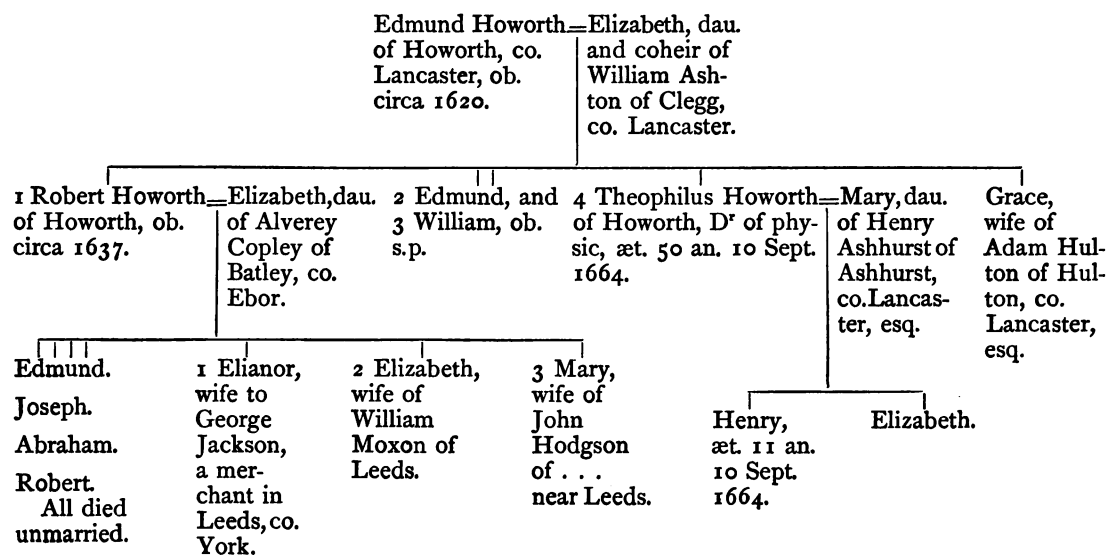 Edmund Howorth=Elizabeth, dau.
of Howorth, co. and coheir of
Lancaster, ob. William Ash-
circa 1620. ton of Clegg,
co. Lancaster.
1 Robert Howorth=Elizabeth, dau.
of Howorth, ob. of Alverey
circa 1637. Copley of
Batley, co.
Ebor.
2 Edmund, and
3 William, ob.
s.p.
4 Theophilus Howorth=Mary, dau.
of Howorth, Dr of phy- of Henry
sic, æt. 50 an. 10 Sept. Ashhurst of
1664. Ashhurst,
co. Lancas-
ter, esq.
Grace,
wife of
Adam Hul-
ton of Hul-
ton, co.
Lancaster,
esq.
Edmund.
Joseph.
Abraham.
Robert.
All died
unmarried.
1 Elianor,
wife to
George
Jackson,
a mer-
chant in
Leeds, co.
York.
2 Elizabeth,
wife of
William
Moxon of
Leeds.
3 Mary,
wife of
John
Hodgson
of . . .
near Leeds.
Henry,
æt. 11 an.
10 Sept.
1664.
Elizabeth.